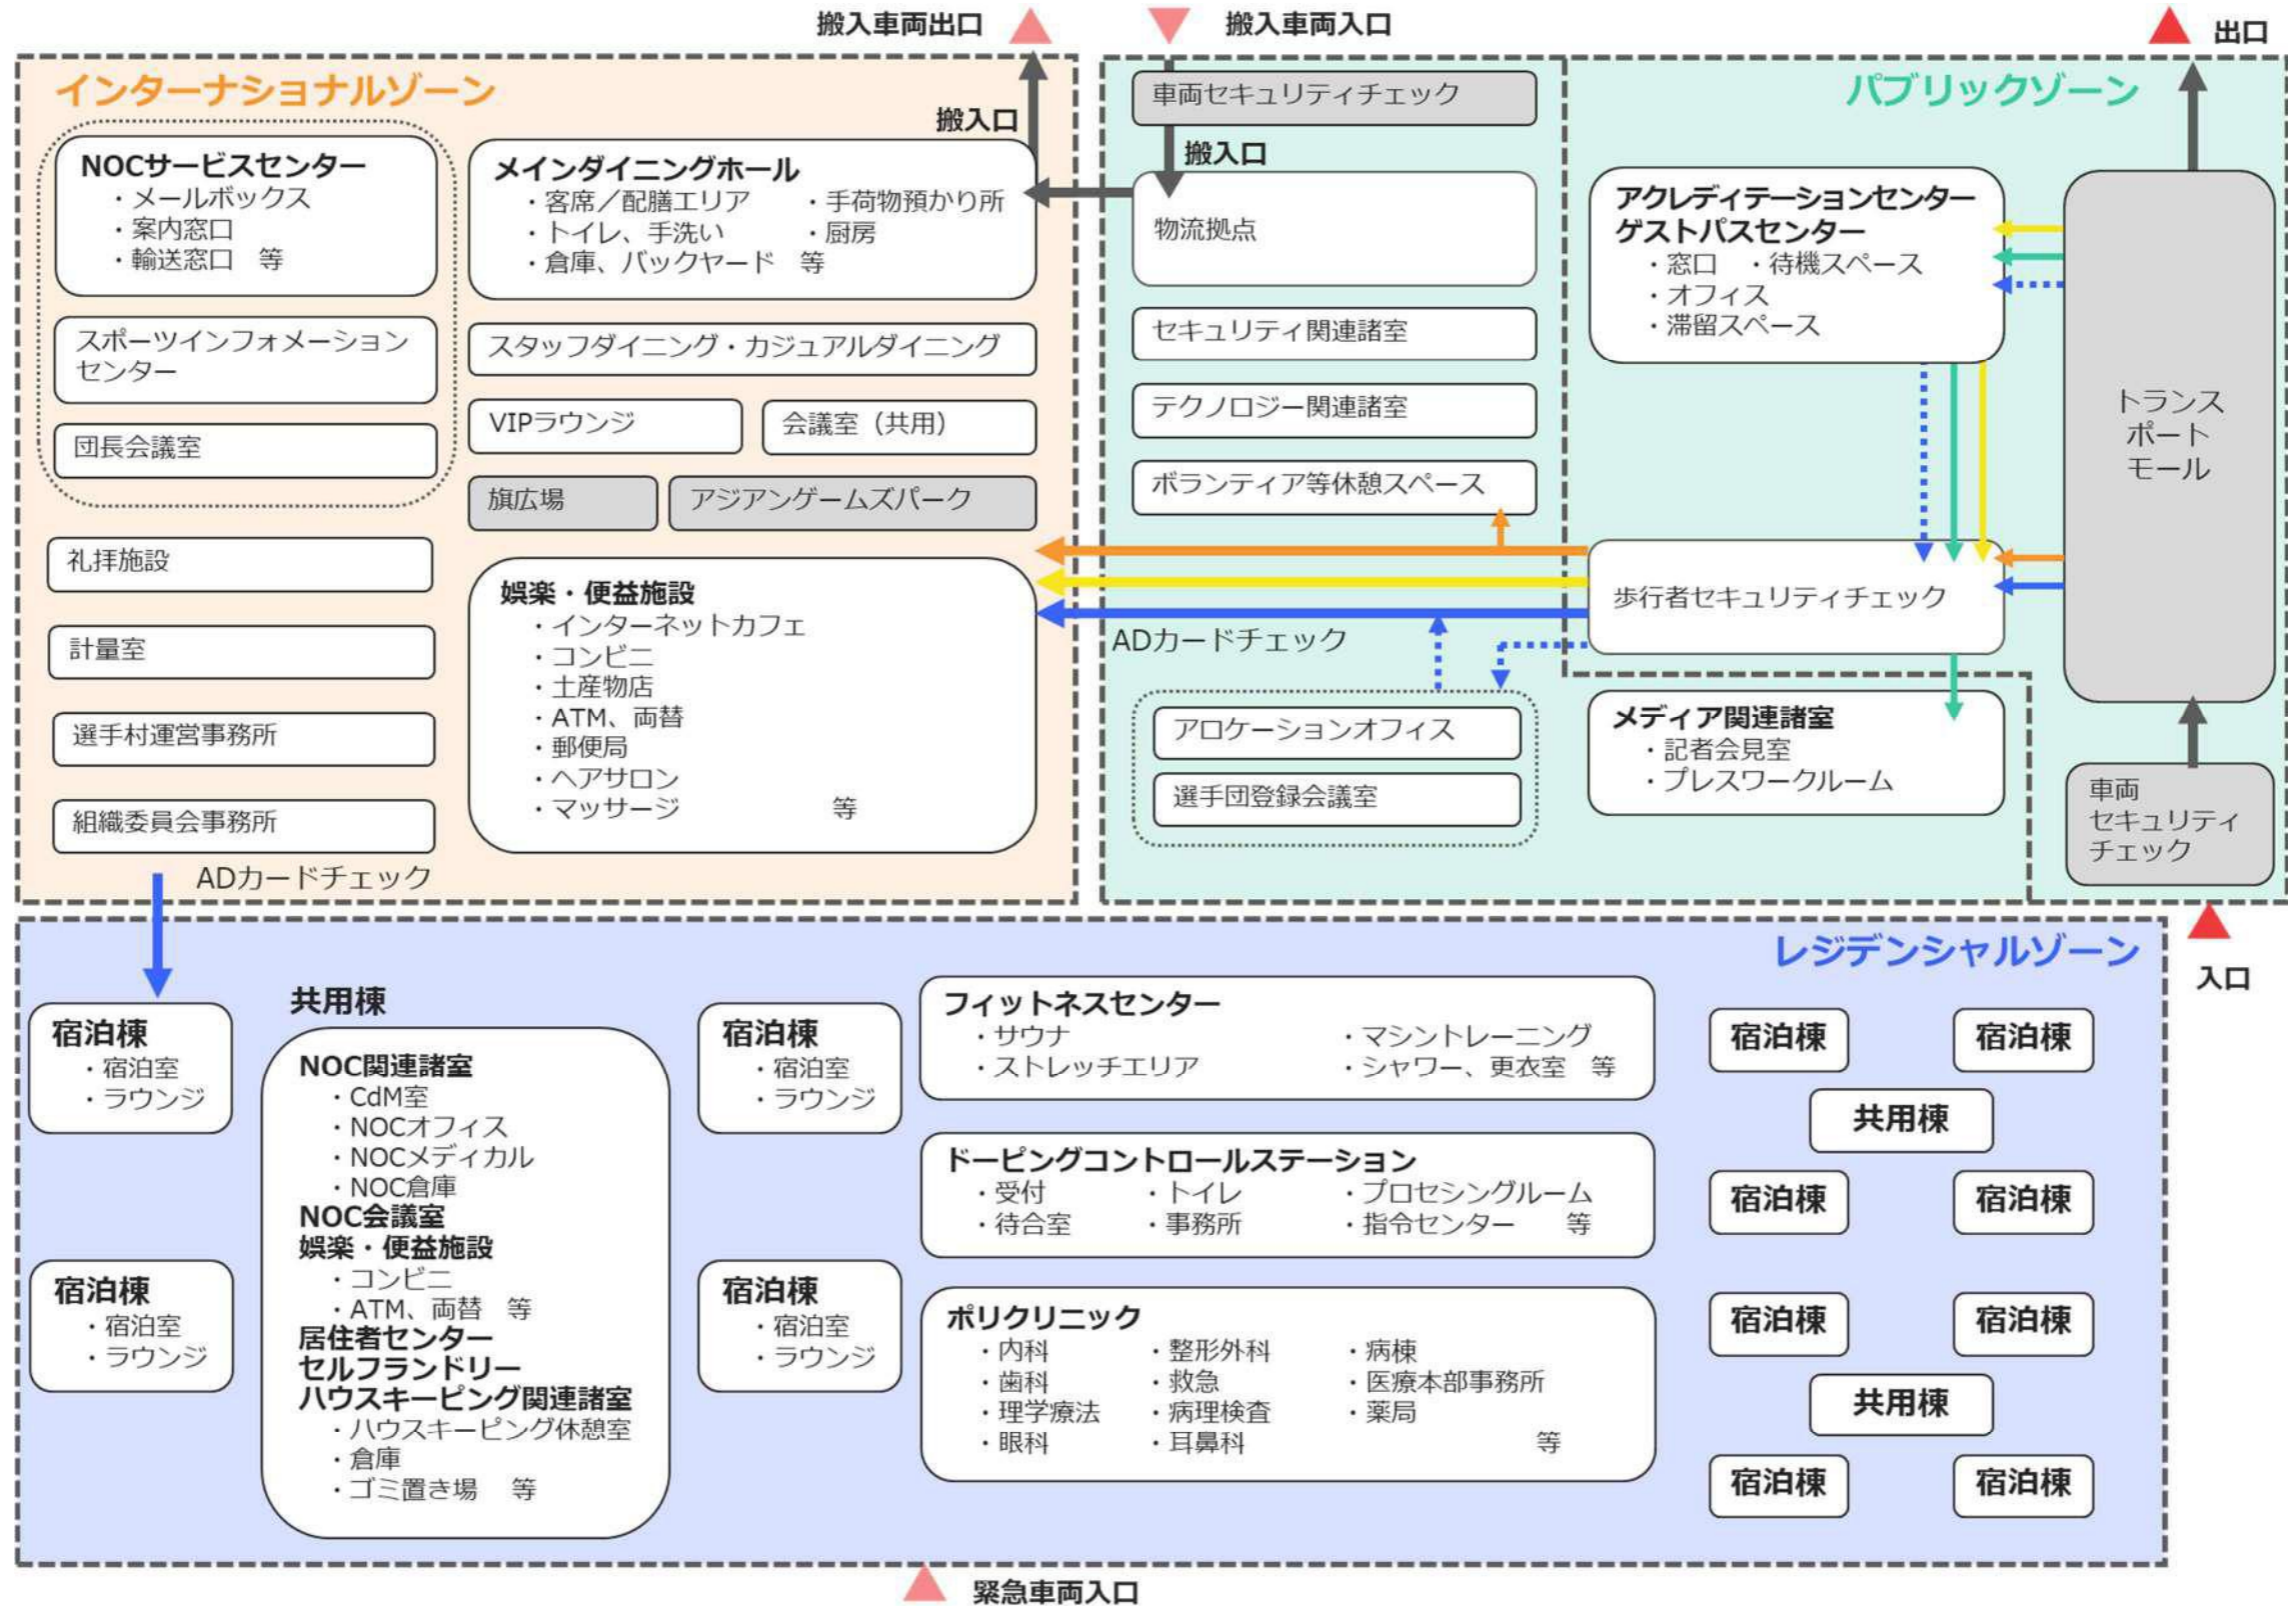 搬入車両出口
搬入車両入口
出口
インターナショナルゾーン
搬入口
NOCサービスセンター
・メールボックス
・案内窓口
・輸送窓口　等
スポーツインフォメーション
センター
団長会議室
礼拝施設
計量室
選手村運営事務所
組織委員会事務所
ADカードチェック
メインダイニングホール
・客席／配膳エリア　・手荷物預かり所
・トイレ、手洗い　・厨房
・倉庫、バックヤード　等
スタッフダイニング・カジュアルダイニング
VIPラウンジ
会議室（共用）
旗広場
アジアンゲームズパーク
娯楽・便益施設
・インターネットカフェ
・コンビニ
・土産物店
・ATM、両替
・郵便局
・ヘアサロン
・マッサージ　等
パブリックゾーン
車両セキュリティチェック
搬入口
物流拠点
セキュリティ関連諸室
テクノロジー関連諸室
ボランティア等休憩スペース
ADカードチェック
アロケーションオフィス
選手団登録会議室
アクレディテーションセンター
ゲストパスセンター
・窓口　・待機スペース
・オフィス
・滞留スペース
歩行者セキュリティチェック
メディア関連諸室
・記者会見室
・プレスワークルーム
トランス
ポート
モール
車両
セキュリティ
チェック
入口
レジデンシャルゾーン
宿泊棟
・宿泊室
・ラウンジ
宿泊棟
・宿泊室
・ラウンジ
共用棟
NOC関連諸室
・CdM室
・NOCオフィス
・NOCメディカル
・NOC倉庫
NOC会議室
娯楽・便益施設
・コンビニ
・ATM、両替　等
居住者センター
セルフランドリー
ハウスキーピング関連諸室
・ハウスキーピング休憩室
・倉庫
・ゴミ置き場　等
宿泊棟
・宿泊室
・ラウンジ
宿泊棟
・宿泊室
・ラウンジ
フィットネスセンター
・サウナ　・マシントレーニング
・ストレッチエリア　・シャワー、更衣室　等
ドーピングコントロールステーション
・受付　・トイレ　・プロセシングルーム
・待合室　・事務所　・指令センター　等
ポリクリニック
・内科　・整形外科　・病棟
・歯科　・救急　・医療本部事務所
・理学療法　・病理検査　・薬局
・眼科　・耳鼻科　等
宿泊棟　宿泊棟
共用棟
宿泊棟　宿泊棟
宿泊棟　宿泊棟
共用棟
宿泊棟　宿泊棟
緊急車両入口